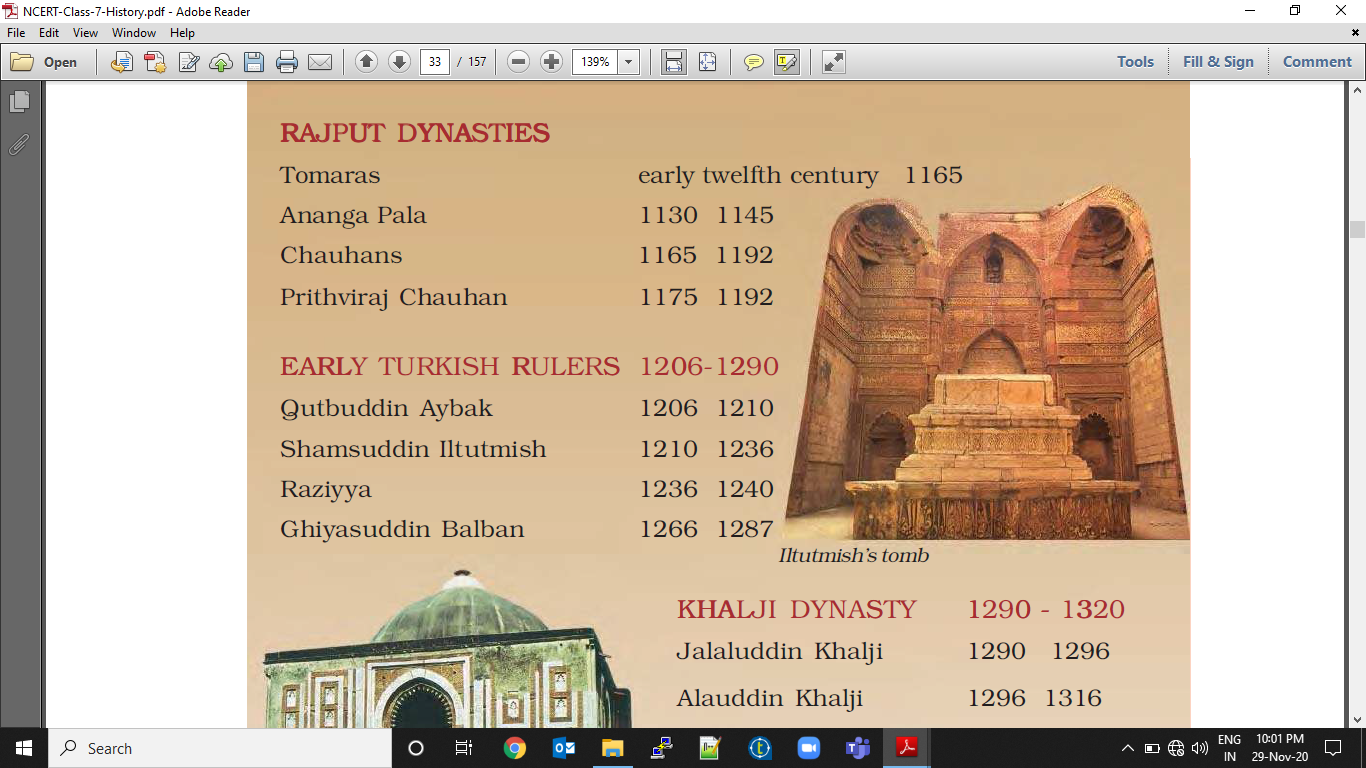 NCERT-Class-7-History.pdf - Adobe Reader
File Edit View Window Help
Open 33 / 157 139% Tools Fill & Sign Comment
RAJPUT DYNASTIES
Tomaras early twelfth century 1165
Ananga Pala 1130 1145
Chauhans 1165 1192
Prithviraj Chauhan 1175 1192
EARLY TURKISH RULERS 1206-1290
Qutbuddin Aybak 1206 1210
Shamsuddin Iltutmish 1210 1236
Raziyya 1236 1240
Ghiyasuddin Balban 1266 1287
Iltutmish's tomb
KHALJI DYNASTY 1290 - 1320
Jalaluddin Khalji 1290 1296
Alauddin Khalji 1296 1316
Search
ENG 10:01 PM
IN 29-Nov-20